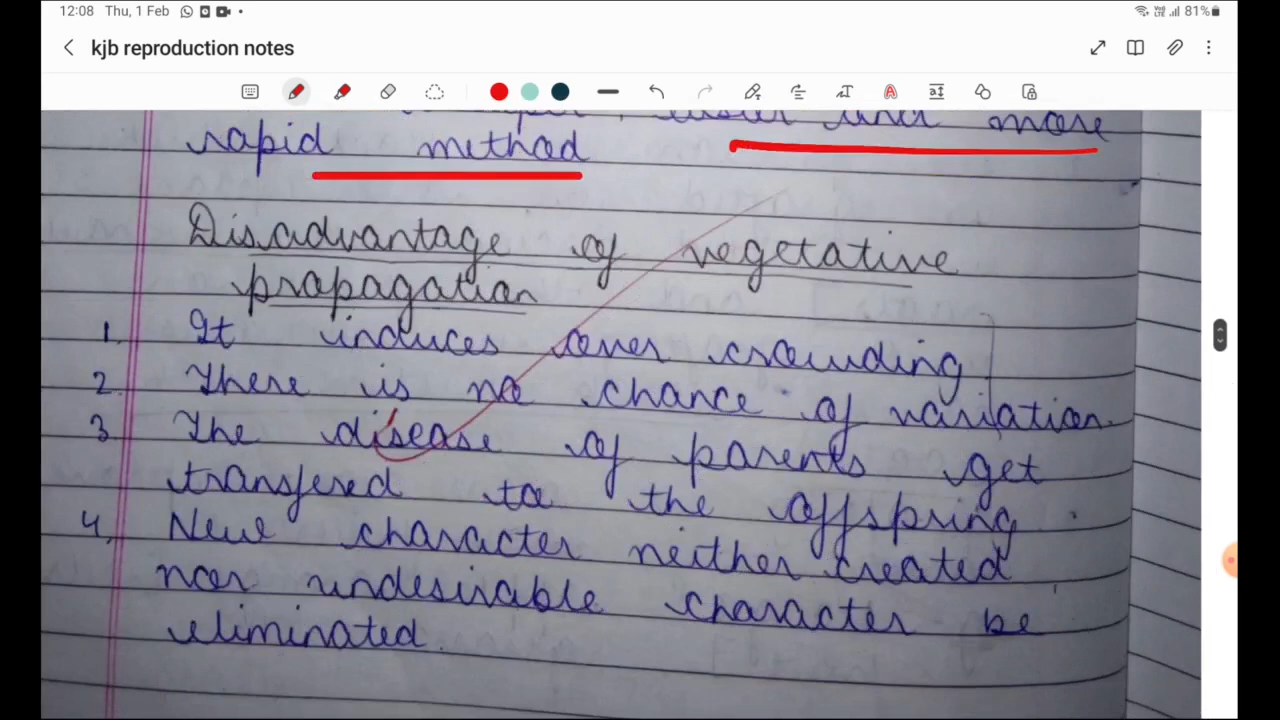 12:08 Thu, 1 Feb
81%
kjb reproduction notes
and more
rapid method
Disadvantage of vegetative
propagation
1. It induces over crowding
2. There is no chance of variation.
3. The disease of parents get
transfered to the offspring.
4. New character neither created
nor undesirable character be
eliminated.